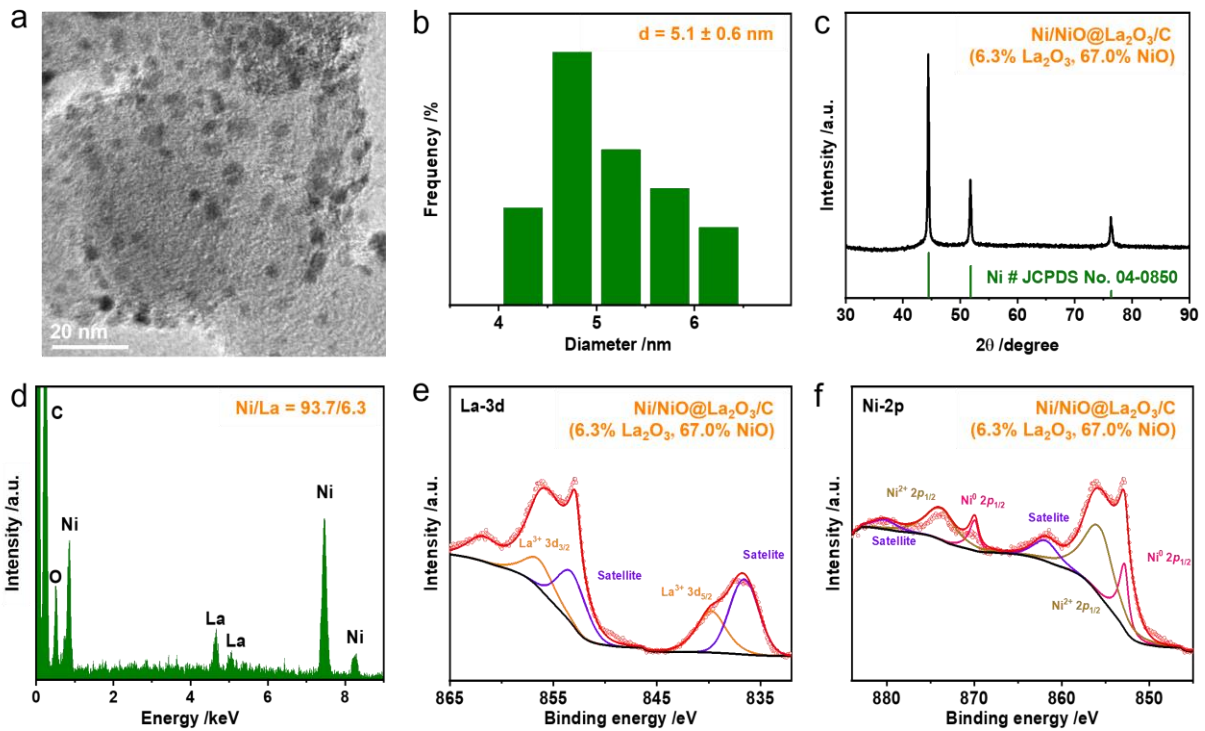 a
20 nm
b
d = 5.1 ± 0.6 nm
Frequency /%
4 5 6
Diameter /nm
c
Ni/NiO@La₂O₃/C
(6.3% La₂O₃, 67.0% NiO)
Intensity /a.u.
Ni # JCPDS No. 04-0850
30 40 50 60 70 80 90
2θ /degree
d
Ni/La = 93.7/6.3
C
O
Ni
La
La
Ni
Ni
Intensity /a.u.
0 2 4 6 8
Energy /keV
e
La-3d
Ni/NiO@La₂O₃/C
(6.3% La₂O₃, 67.0% NiO)
La³⁺ 3d₃/₂
Satellite
La³⁺ 3d₅/₂
Satelite
Intensity /a.u.
865 855 845 835
Binding energy /eV
f
Ni-2p
Ni/NiO@La₂O₃/C
(6.3% La₂O₃, 67.0% NiO)
Ni²⁺ 2p₁/₂
Ni⁰ 2p₁/₂
Satellite
Satelite
Ni⁰ 2p₁/₂
Ni²⁺ 2p₁/₂
Intensity /a.u.
880 870 860 850
Binding energy /eV